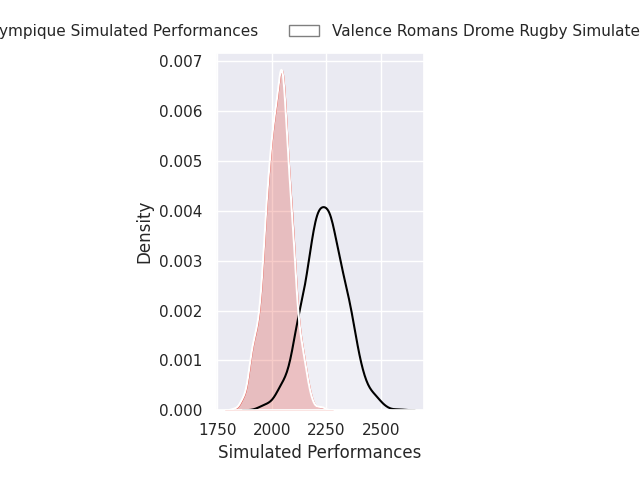 ympique Simulated Performances Valence Romans Drome Rugby Simulate
0.007
0.006
0.005
0.004
0.003
0.002
0.001
0.000
Density
1750 2000 2250 2500
Simulated Performances